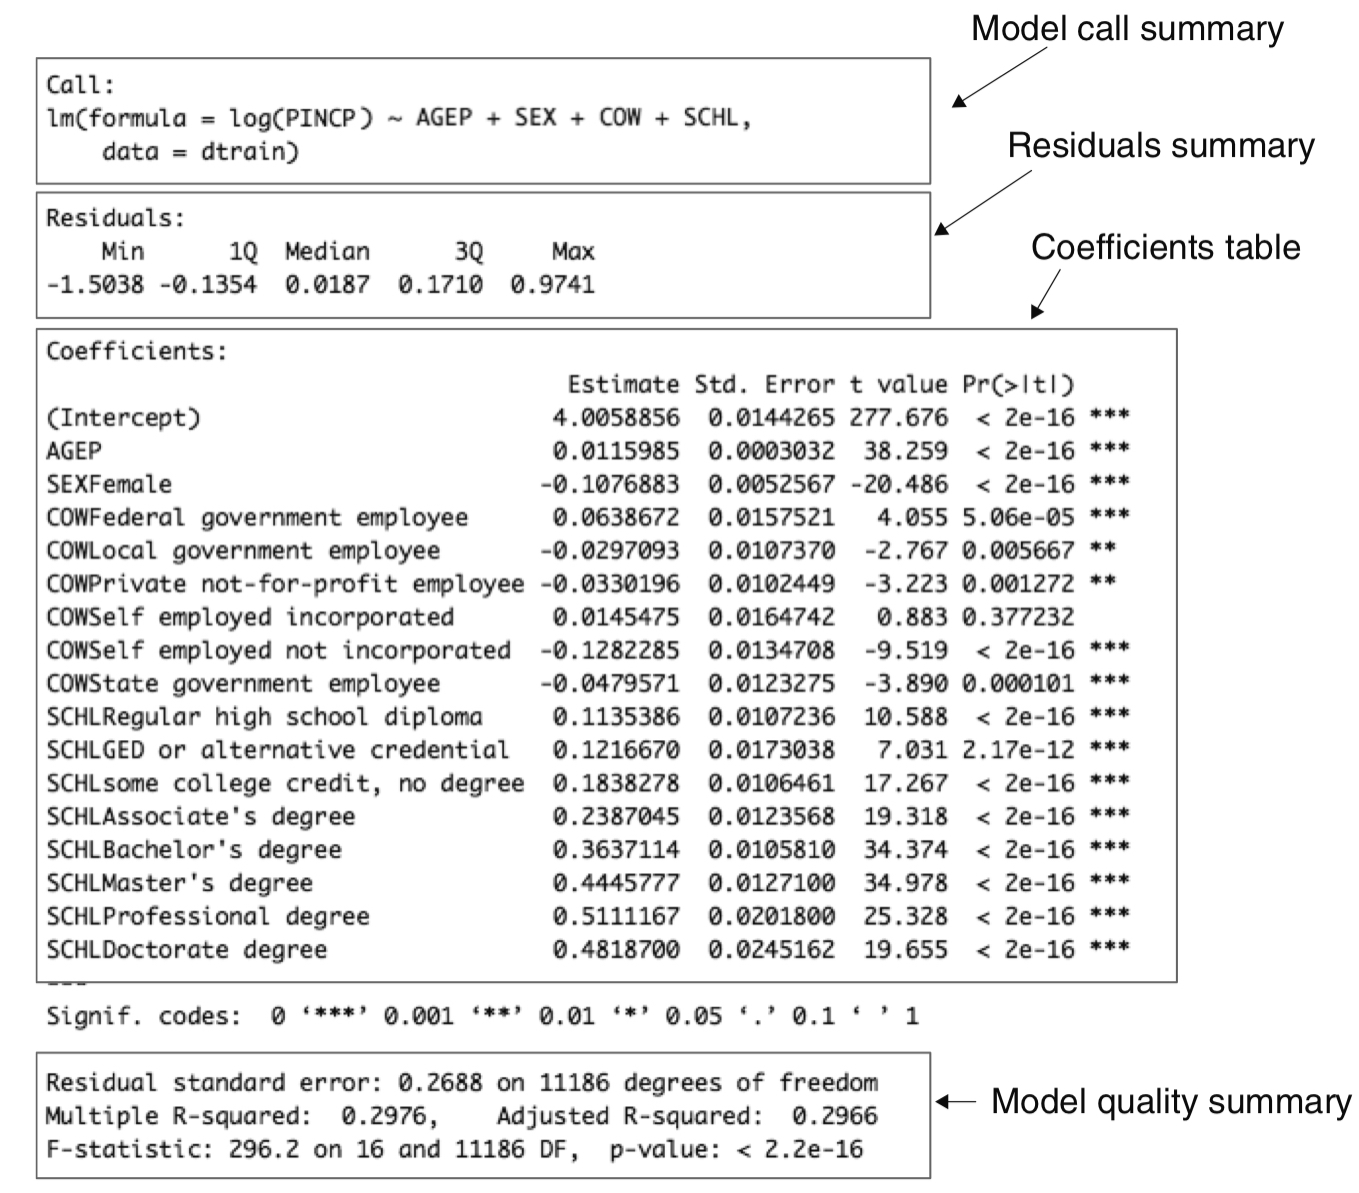 Model call summary
Call:
lm(formula = log(PINCP) ~ AGEP + SEX + COW + SCHL,
    data = dtrain)
Residuals summary
Residuals:
    Min      1Q  Median      3Q     Max
-1.5038 -0.1354  0.0187  0.1710  0.9741
Coefficients table
Coefficients:
                                     Estimate Std. Error t value Pr(>|t|)
(Intercept)                         4.0058856  0.0144265 277.676  < 2e-16 ***
AGEP                                0.0115985  0.0003032  38.259  < 2e-16 ***
SEXFemale                          -0.1076883  0.0052567 -20.486  < 2e-16 ***
COWFederal government employee      0.0638672  0.0157521   4.055 5.06e-05 ***
COWLocal government employee       -0.0297093  0.0107370  -2.767 0.005667 **
COWPrivate not-for-profit employee -0.0330196  0.0102449  -3.223 0.001272 **
COWSelf employed incorporated       0.0145475  0.0164742   0.883 0.377232
COWSelf employed not incorporated  -0.1282285  0.0134708  -9.519  < 2e-16 ***
COWState government employee       -0.0479571  0.0123275  -3.890 0.000101 ***
SCHLRegular high school diploma     0.1135386  0.0107236  10.588  < 2e-16 ***
SCHLGED or alternative credential   0.1216670  0.0173038   7.031 2.17e-12 ***
SCHLsome college credit, no degree  0.1838278  0.0106461  17.267  < 2e-16 ***
SCHLAssociate's degree              0.2387045  0.0123568  19.318  < 2e-16 ***
SCHLBachelor's degree               0.3637114  0.0105810  34.374  < 2e-16 ***
SCHLMaster's degree                 0.4445777  0.0127100  34.978  < 2e-16 ***
SCHLProfessional degree             0.5111167  0.0201800  25.328  < 2e-16 ***
SCHLDoctorate degree                0.4818700  0.0245162  19.655  < 2e-16 ***
---
Signif. codes:  0 ‘***’ 0.001 ‘**’ 0.01 ‘*’ 0.05 ‘.’ 0.1 ‘ ’ 1
Residual standard error: 0.2688 on 11186 degrees of freedom
Multiple R-squared:  0.2976,    Adjusted R-squared:  0.2966
F-statistic: 296.2 on 16 and 11186 DF,  p-value: < 2.2e-16
Model quality summary